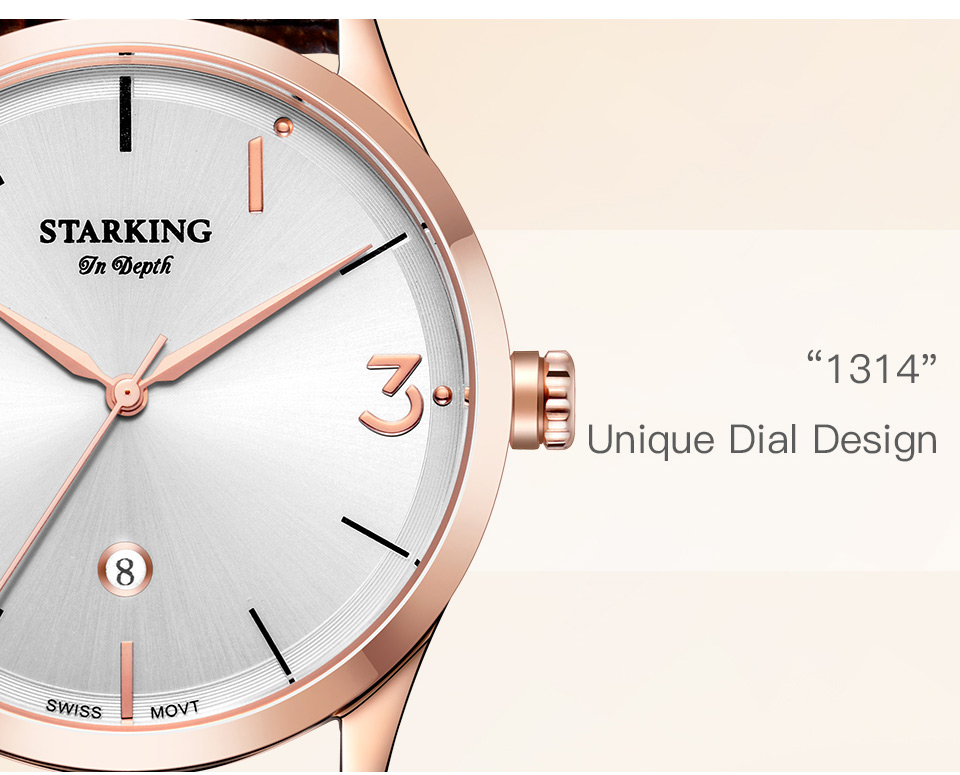 STARKING
In Depth
3
8
SWISS MOVT
“1314”
Unique Dial Design